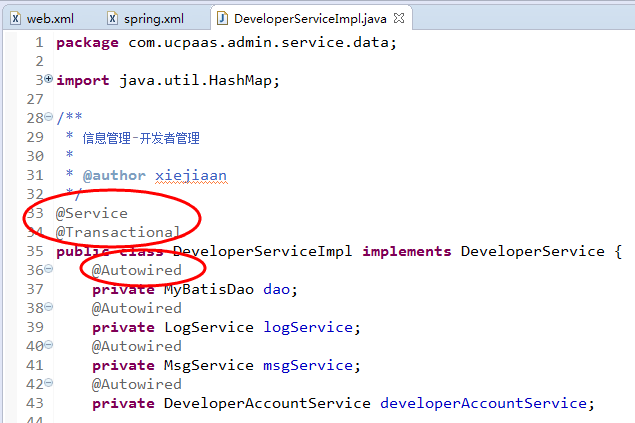 web.xml spring.xml DeveloperServiceImpl.java
1 package com.ucpaas.admin.service.data;
2
3 import java.util.HashMap;
27
28 /**
29 * 信息管理-开发者管理
30 *
31 * @author xiejiaan
32 */
33 @Service
34 @Transactional
35 public class DeveloperServiceImpl implements DeveloperService {
36 @Autowired
37 private MyBatisDao dao;
38 @Autowired
39 private LogService logService;
40 @Autowired
41 private MsgService msgService;
42 @Autowired
43 private DeveloperAccountService developerAccountService;
44